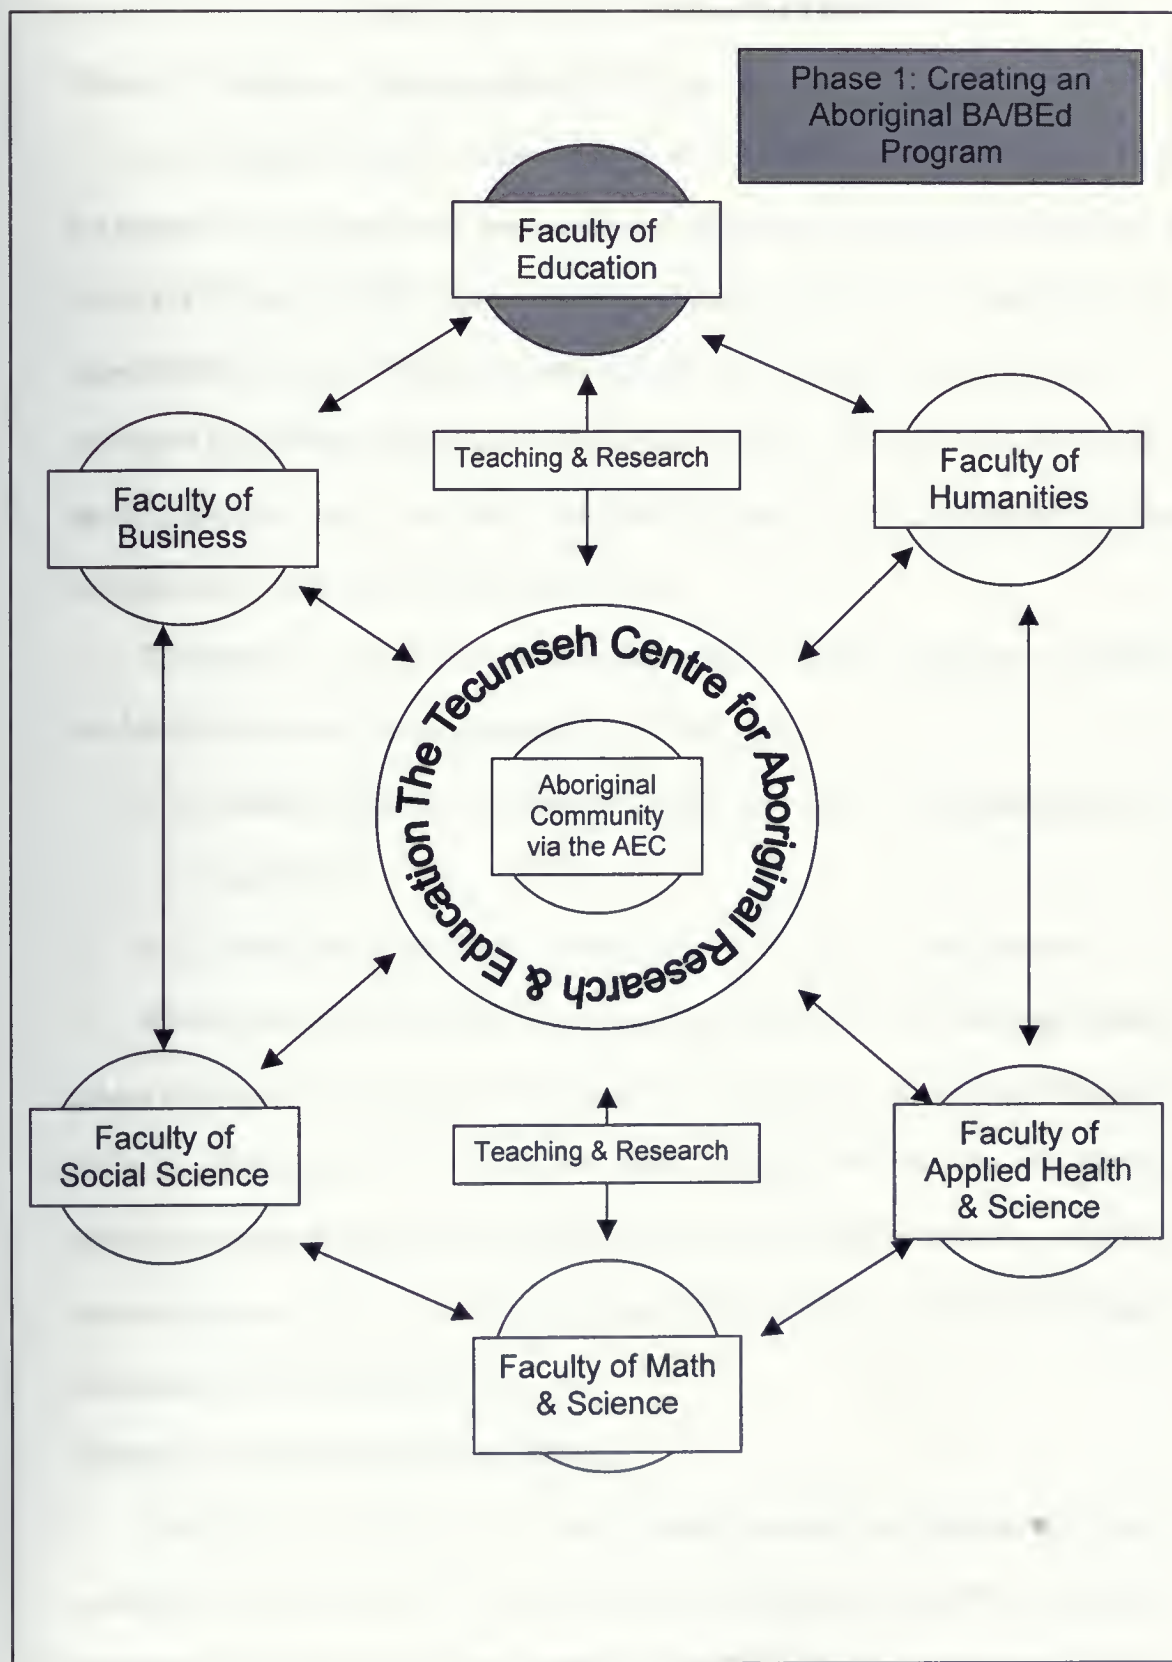 Phase 1: Creating an
Aboriginal BA/BEd
Program
Faculty of
Education
Teaching & Research
Faculty of
Business
Faculty of
Humanities
The Tecumseh Centre for Aboriginal Research & Education
Aboriginal
Community
via the AEC
Faculty of
Social Science
Teaching & Research
Faculty of
Applied Health
& Science
Faculty of Math
& Science